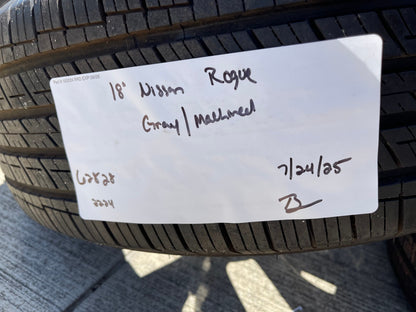 18" Nissan Rogue
Gray/Machined
62828
7/24/25
2224